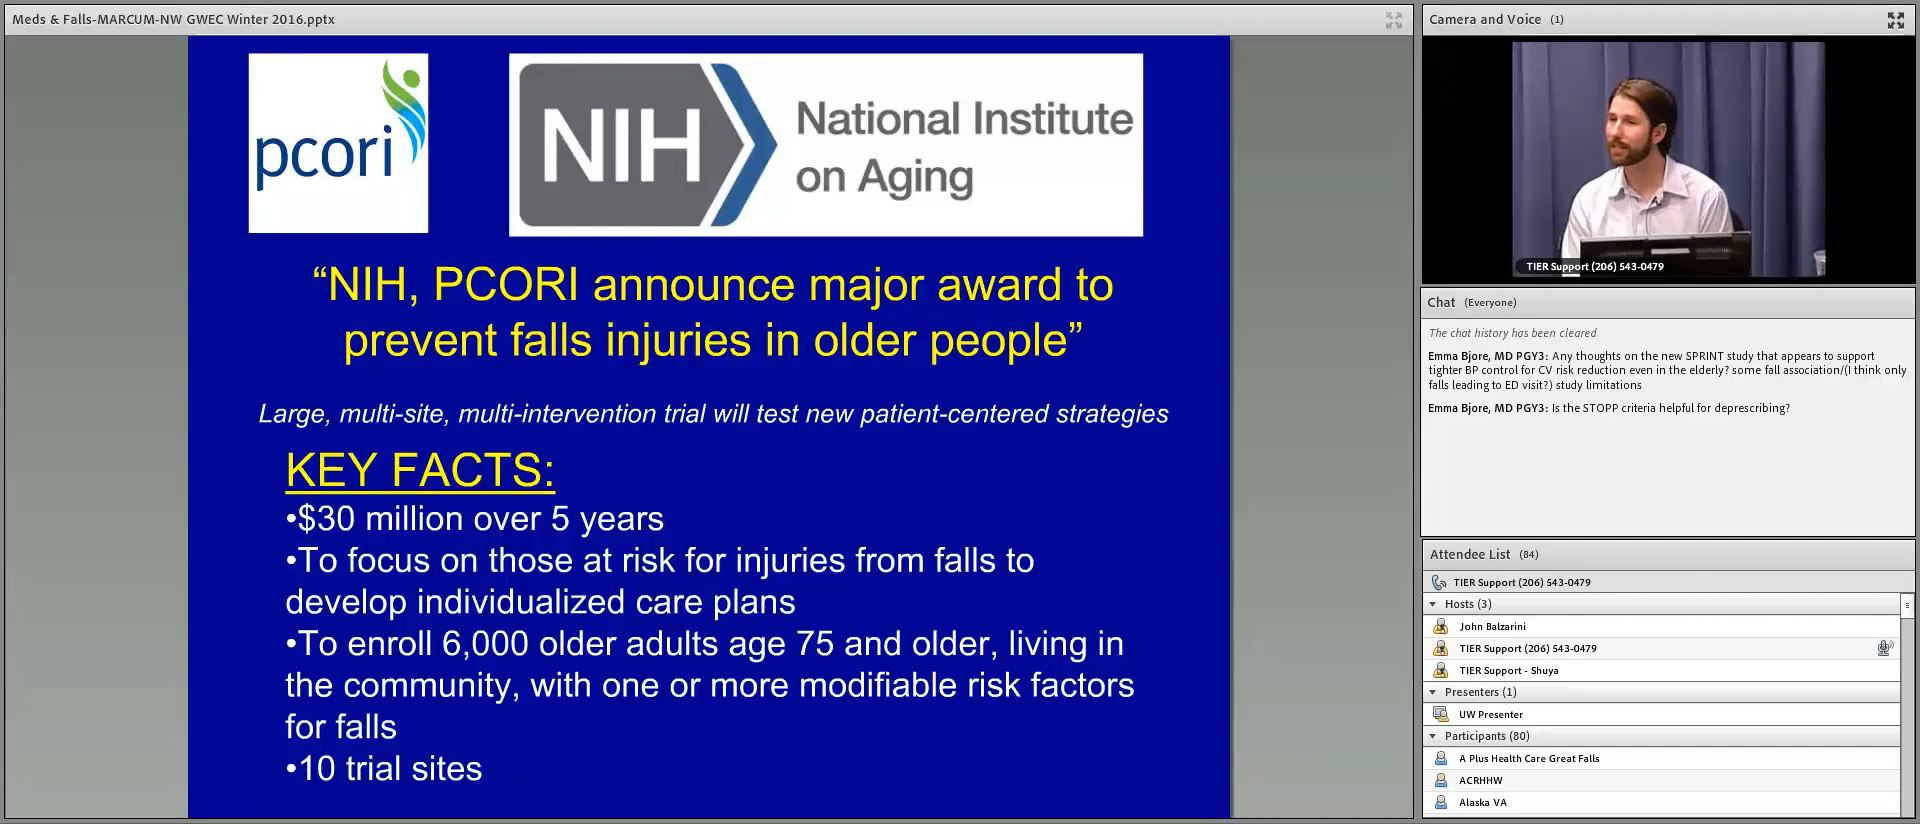 Meds & Falls-MARCUM-NW GWEC Winter 2016.pptx
pcori
NIH
National Institute
on Aging
“NIH, PCORI announce major award to
prevent falls injuries in older people”
Large, multi-site, multi-intervention trial will test new patient-centered strategies
KEY FACTS:
•$30 million over 5 years
•To focus on those at risk for injuries from falls to
develop individualized care plans
•To enroll 6,000 older adults age 75 and older, living in
the community, with one or more modifiable risk factors
for falls
•10 trial sites
Camera and Voice (1)
TIER Support (206) 543-0479
Chat (Everyone)
The chat history has been cleared
Emma Bjore, MD PGY3: Any thoughts on the new SPRINT study that appears to support
tighter BP control for CV risk reduction even in the elderly? some fall association/(I think only
falls leading to ED visit?) study limitations
Emma Bjore, MD PGY3: Is the STOPP criteria helpful for deprescribing?
Attendee List (84)
TIER Support (206) 543-0479
Hosts (3)
John Balzarini
TIER Support (206) 543-0479
TIER Support - Shuya
Presenters (1)
UW Presenter
Participants (80)
A Plus Health Care Great Falls
ACRHHW
Alaska VA